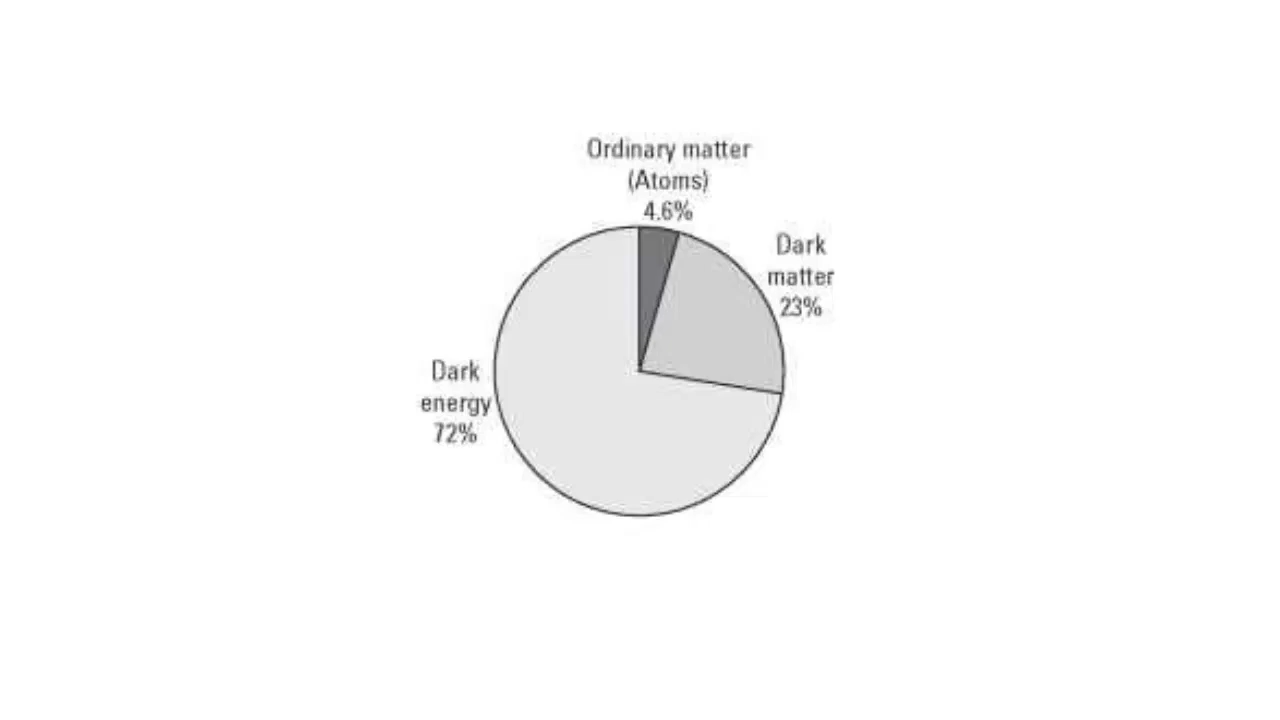 Ordinary matter
(Atoms)
4.6%
Dark
matter
23%
Dark
energy
72%